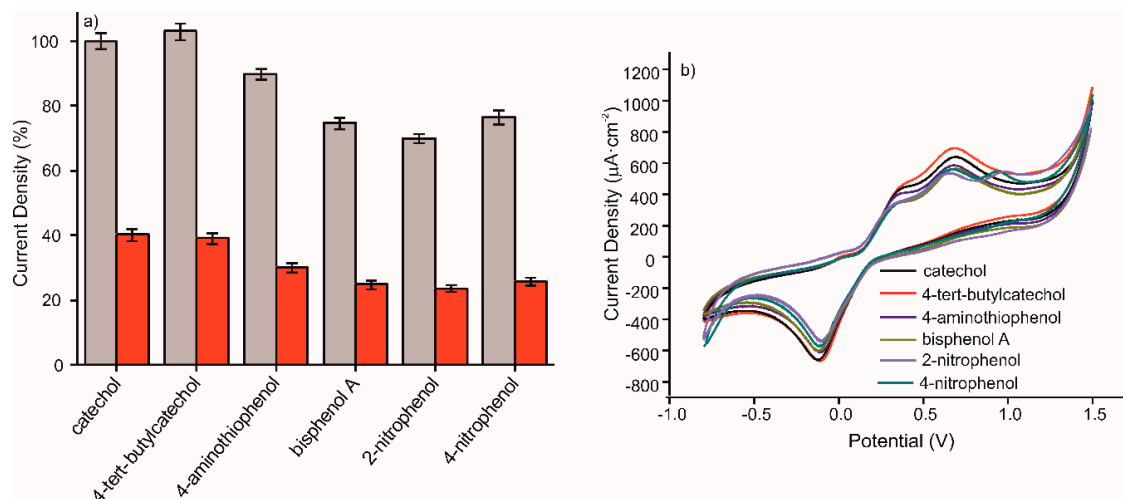 a)
Current Density (%)
100
80
60
40
20
0
catechol
4-tert-butylcatechol
4-aminothiophenol
bisphenol A
2-nitrophenol
4-nitrophenol
b)
Current Density (µA·cm⁻²)
1200
1000
800
600
400
200
0
-200
-400
-600
-800
catechol
4-tert-butylcatechol
4-aminothiophenol
bisphenol A
2-nitrophenol
4-nitrophenol
-1.0
-0.5
0.0
0.5
1.0
1.5
Potential (V)